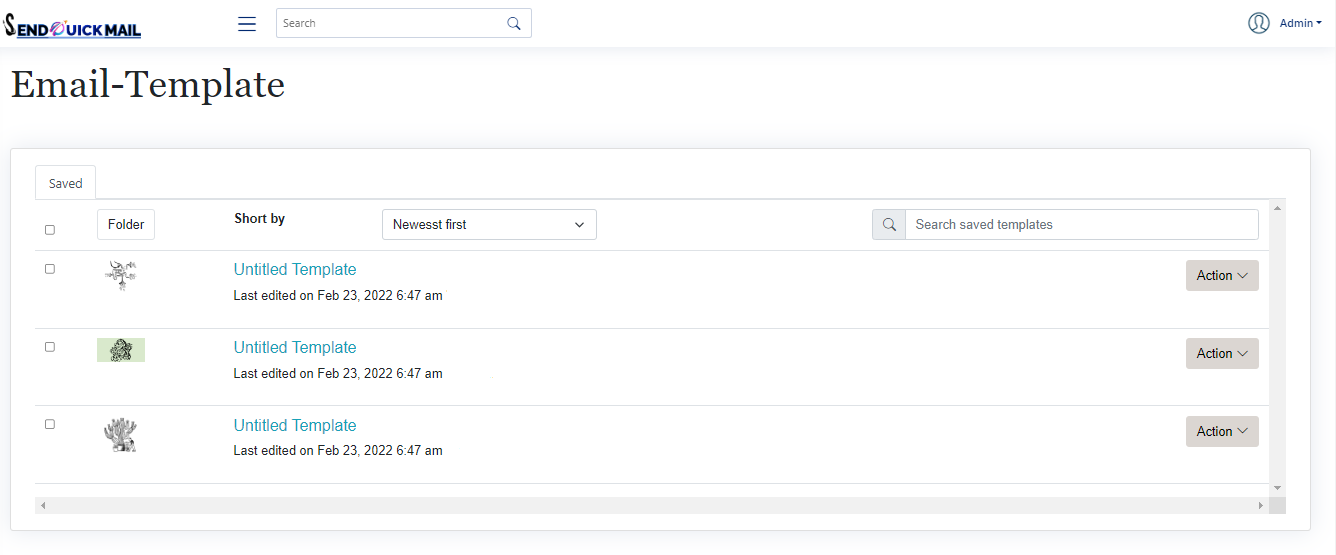 SENDQUICKMAIL
Search
Admin
Email-Template
Saved
Folder
Short by
Newesst first
Search saved templates
Untitled Template
Last edited on Feb 23, 2022 6:47 am
Action
Untitled Template
Last edited on Feb 23, 2022 6:47 am
Action
Untitled Template
Last edited on Feb 23, 2022 6:47 am
Action